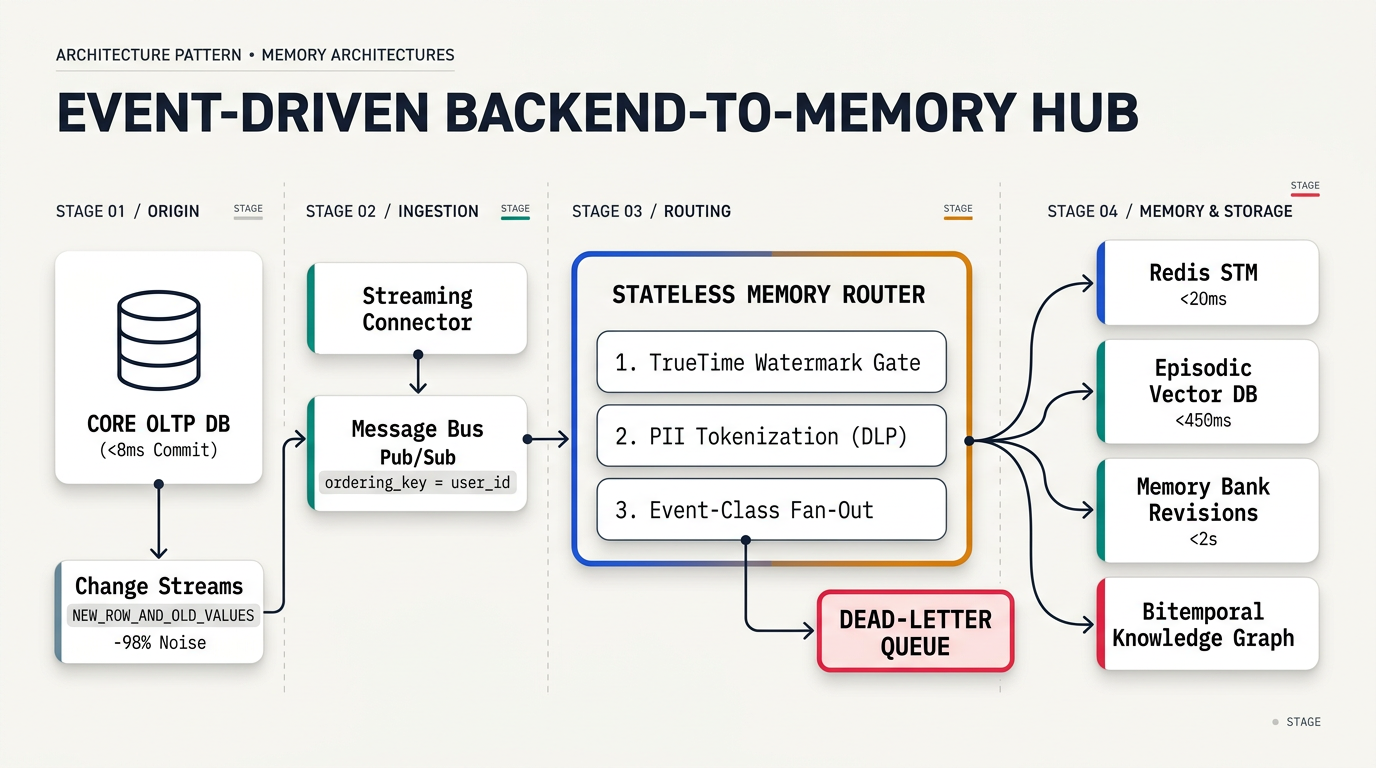 ARCHITECTURE PATTERN • MEMORY ARCHITECTURES
EVENT-DRIVEN BACKEND-TO-MEMORY HUB
STAGE 01 / ORIGIN
STAGE
CORE OLTP DB
(<8ms Commit)
Change Streams
NEW_ROW_AND_OLD_VALUES
-98% Noise
STAGE 02 / INGESTION
STAGE
Streaming
Connector
Message Bus
Pub/Sub
ordering_key = user_id
STAGE 03 / ROUTING
STAGE
STATELESS MEMORY ROUTER
1. TrueTime Watermark Gate
2. PII Tokenization (DLP)
3. Event-Class Fan-Out
DEAD-LETTER
QUEUE
STAGE
STAGE 04 / MEMORY & STORAGE
Redis STM
<20ms
Episodic
Vector DB
<450ms
Memory Bank
Revisions
<2s
Bitemporal
Knowledge Graph
STAGE